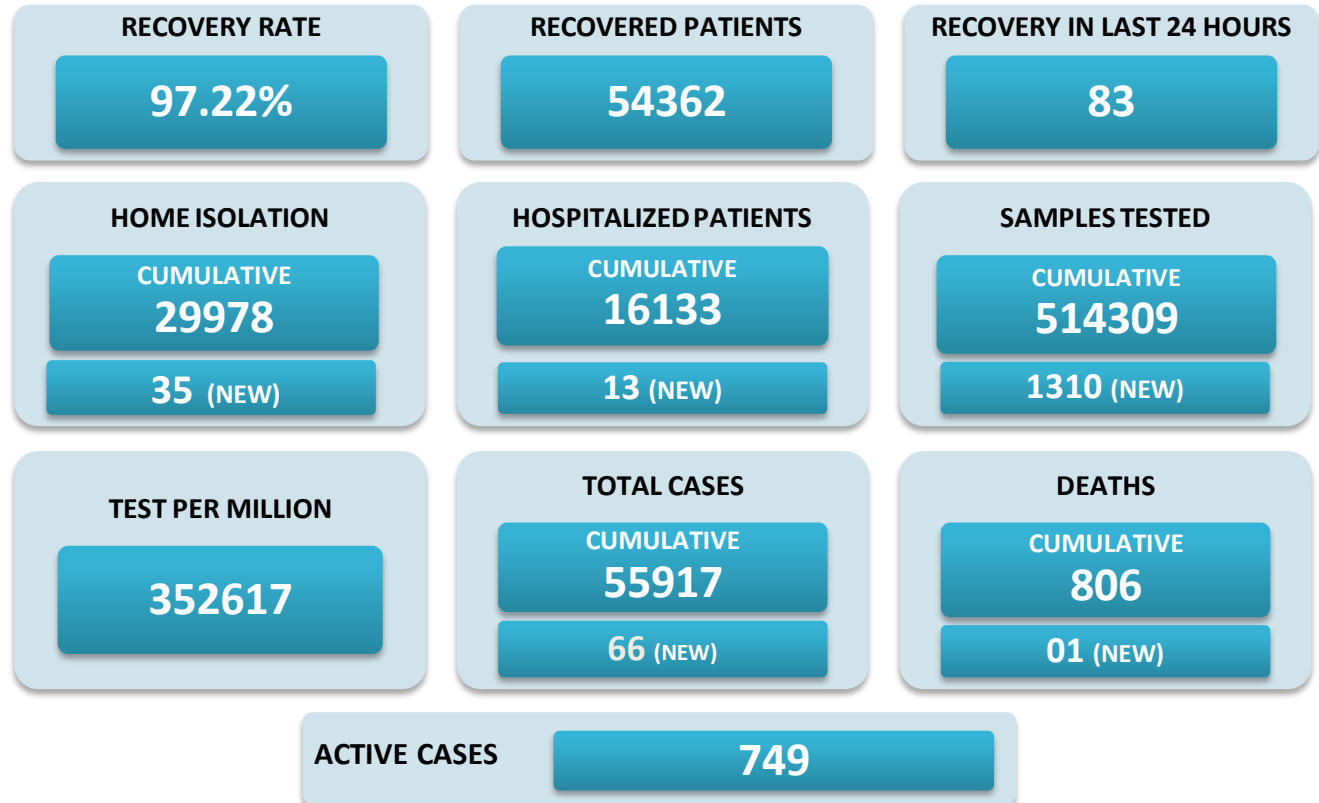 RECOVERY RATE
97.22%
RECOVERED PATIENTS
54362
RECOVERY IN LAST 24 HOURS
83
HOME ISOLATION
CUMULATIVE
29978
35 (NEW)
HOSPITALIZED PATIENTS
CUMULATIVE
16133
13 (NEW)
SAMPLES TESTED
CUMULATIVE
514309
1310 (NEW)
TEST PER MILLION
352617
TOTAL CASES
CUMULATIVE
55917
66 (NEW)
DEATHS
CUMULATIVE
806
01 (NEW)
ACTIVE CASES
749